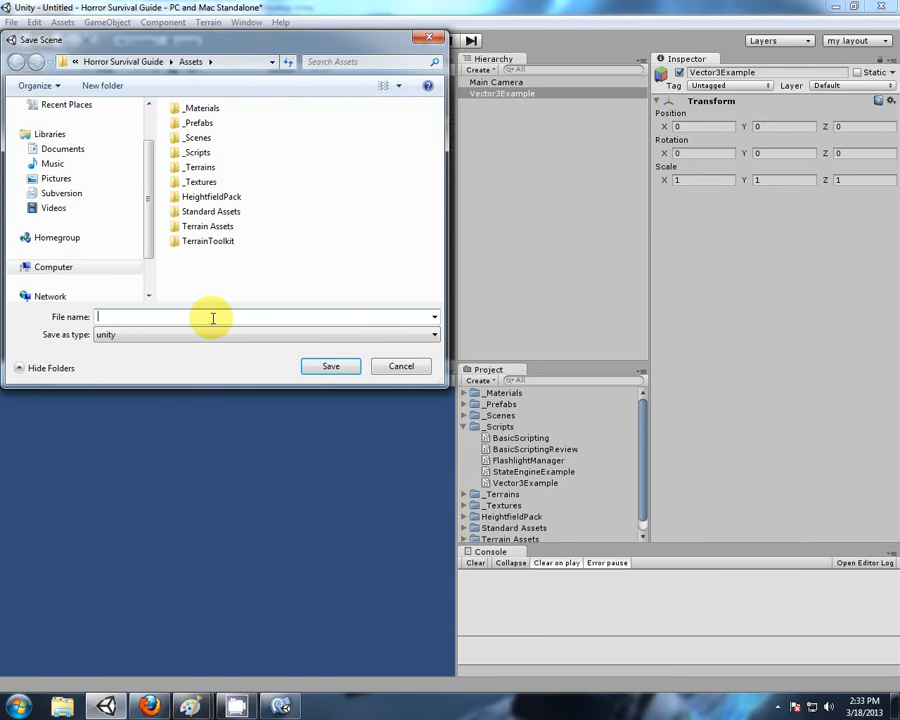 Unity - Untitled - Horror Survival Guide - PC and Mac Standalone*
File Edit Assets GameObject Component Terrain Window Help
Save Scene
Horror Survival Guide Assets
Search Assets
Organize New folder
Recent Places
Libraries
Documents
Music
Pictures
Subversion
Videos
Homegroup
Computer
Network
_Materials
_Prefabs
_Scenes
_Scripts
_Terrains
_Textures
HeightfieldPack
Standard Assets
Terrain Assets
TerrainToolkit
File name:
Save as type: unity
Hide Folders
Save Cancel
Layers my layout
Hierarchy
Create All
Main Camera
Vector3Example
Inspector
Vector3Example Static
Tag Untagged Layer Default
Transform
Position
X 0 Y 0 Z 0
Rotation
X 0 Y 0 Z 0
Scale
X 1 Y 1 Z 1
Project
Create All
_Materials
_Prefabs
_Scenes
_Scripts
BasicScripting
BasicScriptingReview
FlashlightManager
StateEngineExample
Vector3Example
_Terrains
_Textures
HeightfieldPack
Standard Assets
Terrain Assets
Console
Clear Collapse Clear on play Error pause Open Editor Log
2:33 PM
3/18/2013